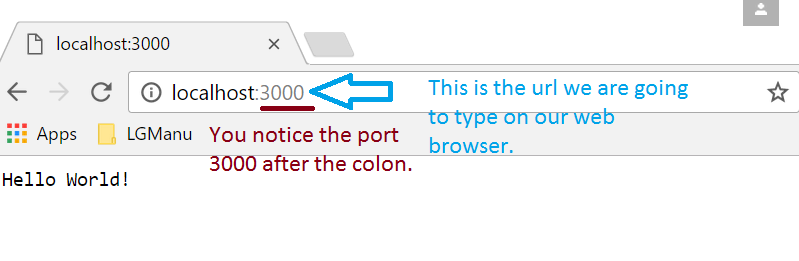 localhost:3000
localhost:3000
This is the url we are going
to type on our web
browser.
Apps LGManu
You notice the port
3000 after the colon.
Hello World!